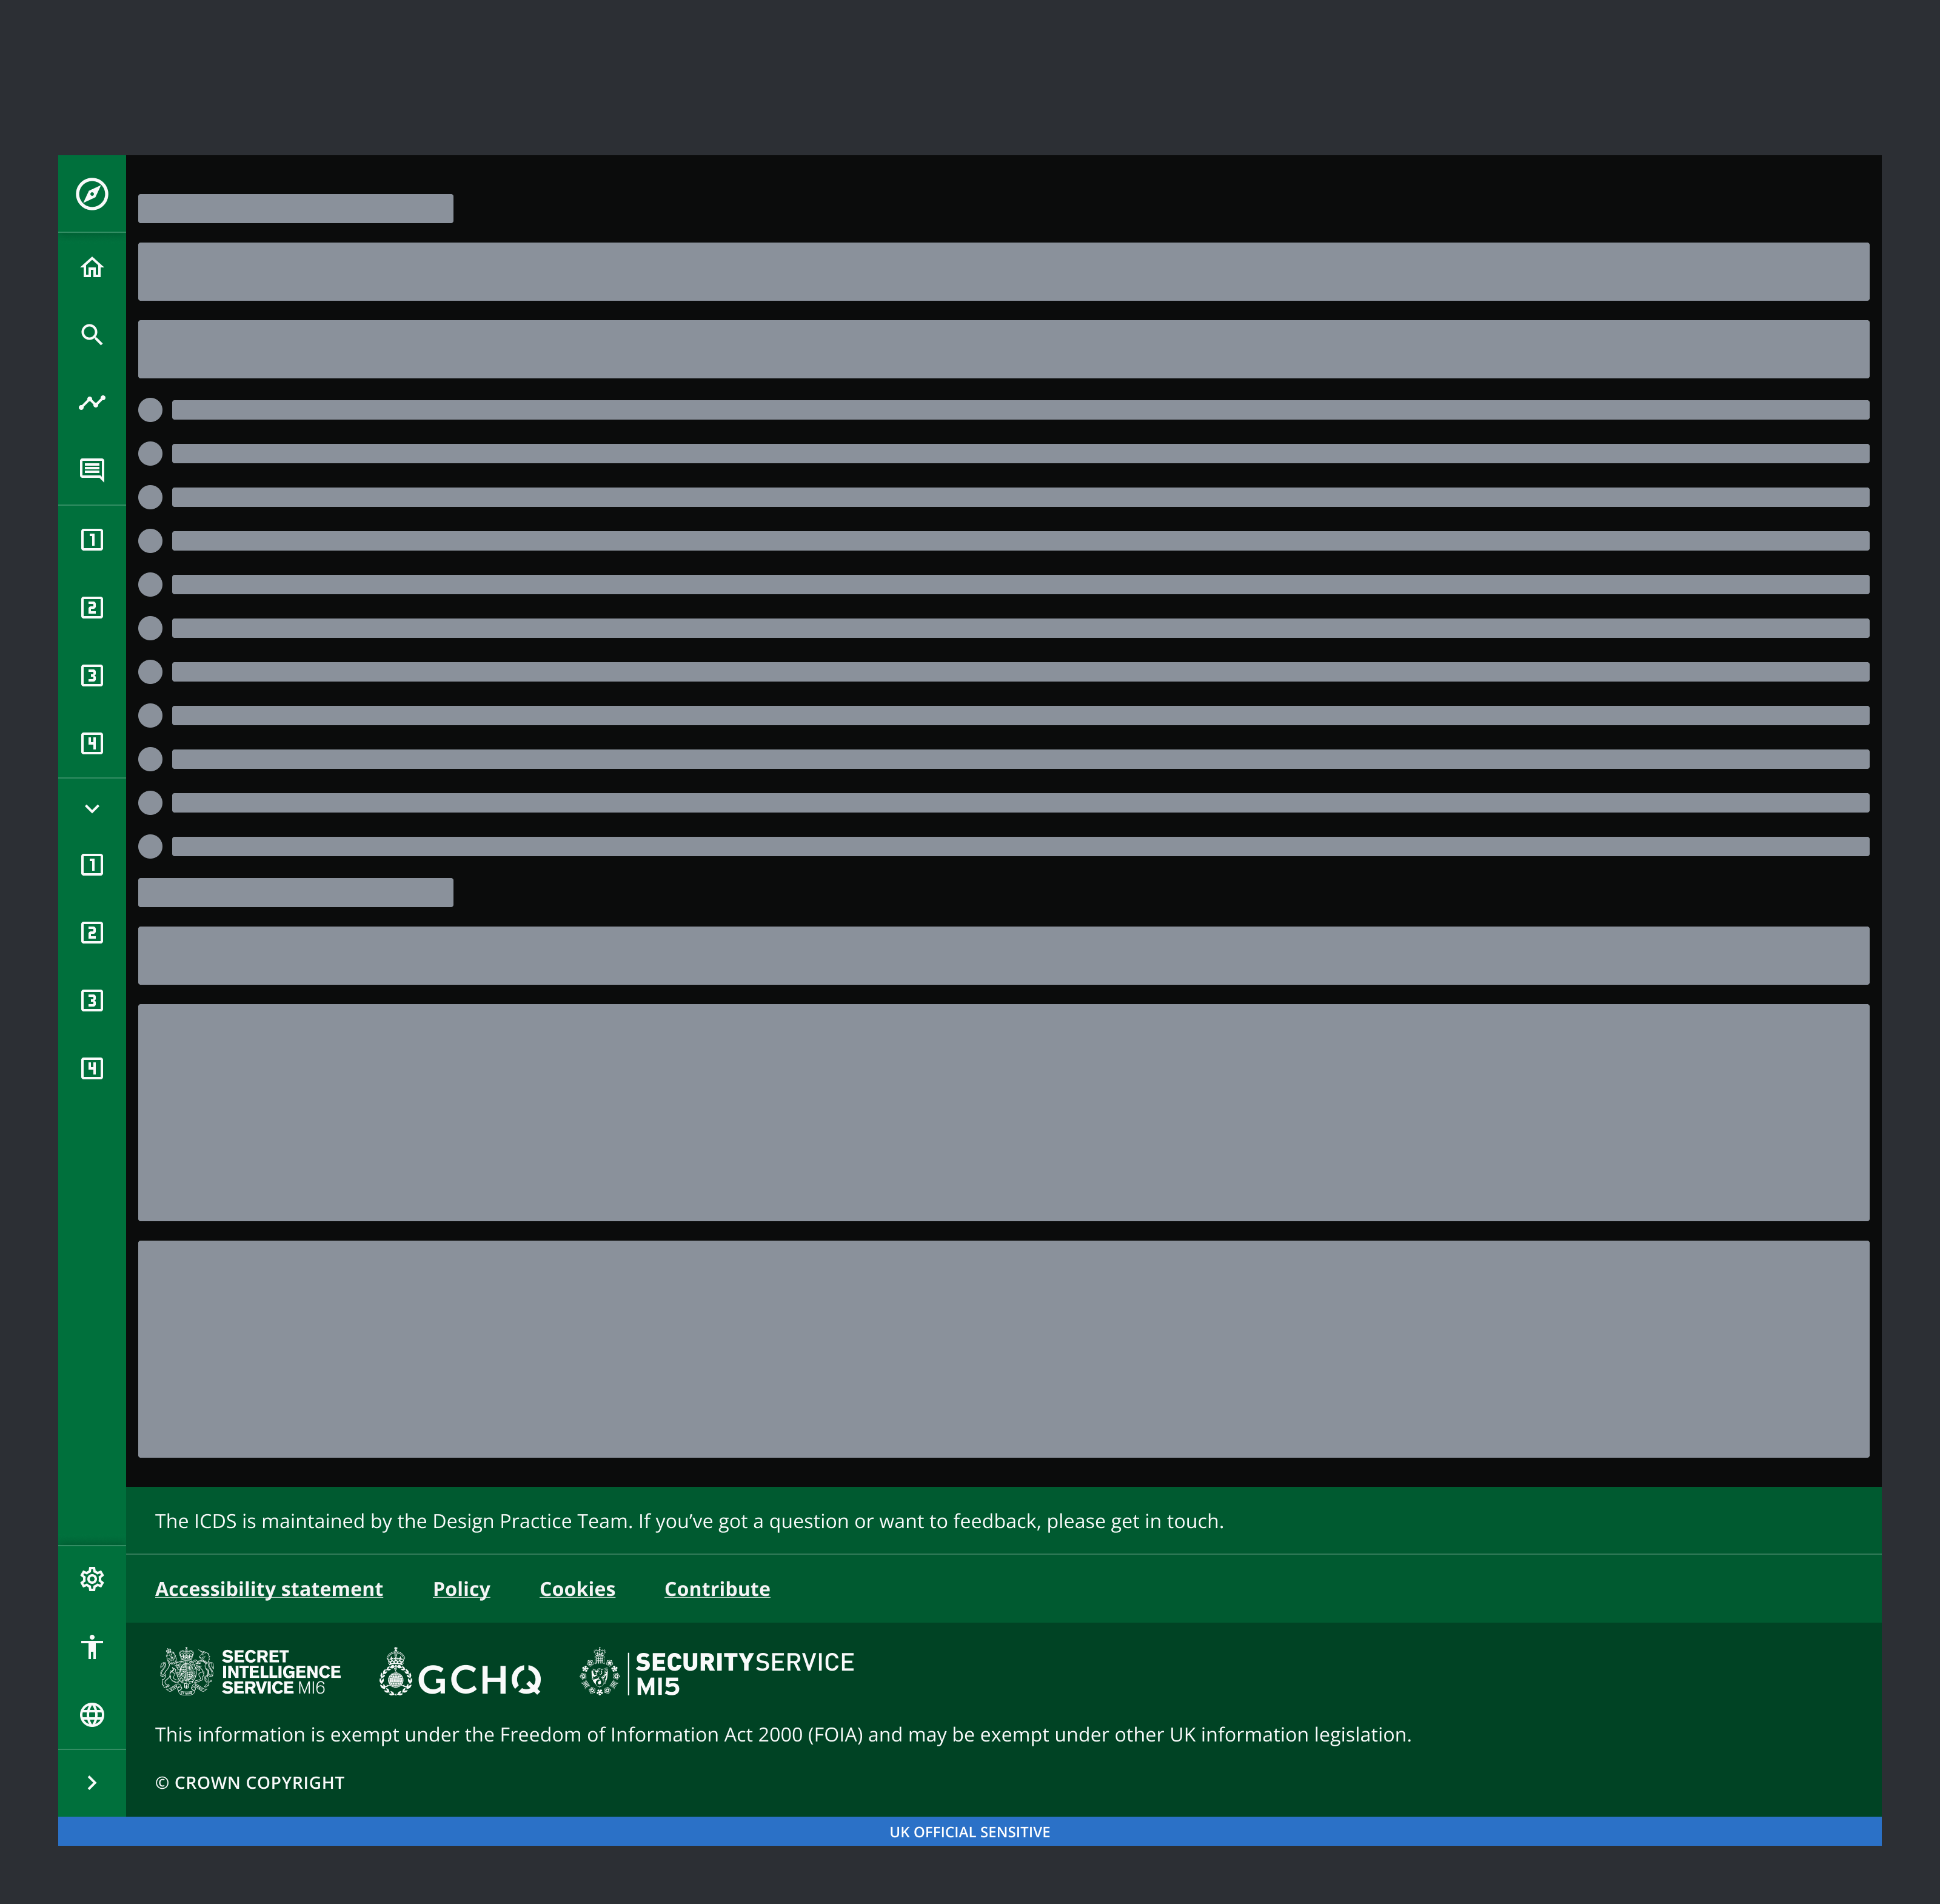 1
2
3
4
1
2
3
4
The ICDS is maintained by the Design Practice Team. If you’ve got a question or want to feedback, please get in touch.
Accessibility statement Policy Cookies Contribute
SECRET
INTELLIGENCE
SERVICE MI6
GCHQ
SECURITYSERVICE
MI5
This information is exempt under the Freedom of Information Act 2000 (FOIA) and may be exempt under other UK information legislation.
© CROWN COPYRIGHT
UK OFFICIAL SENSITIVE